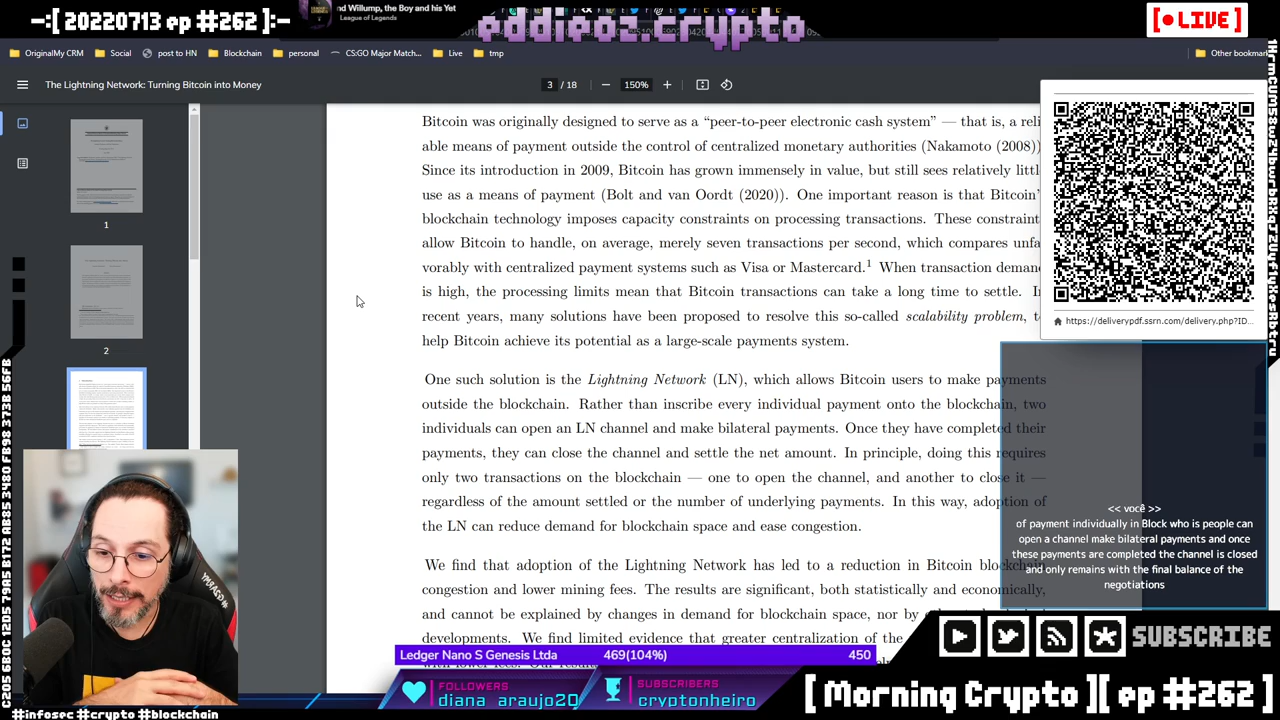 -:[ 20220713 ep #262 ]:-
nd Willump, the Boy and his Yet
League of Legends
eddieoz.crypto
[● LIVE]
OriginalMy CRM
Social
post to HN
Blockchain
personal
CS:GO Major Match...
Live
tmp
Other bookmar
The Lightning Network: Turning Bitcoin into Money
3 / 18
150%
1
2
Bitcoin was originally designed to serve as a “peer-to-peer electronic cash system” — that is, a reli
able means of payment outside the control of centralized monetary authorities (Nakamoto (2008))
Since its introduction in 2009, Bitcoin has grown immensely in value, but still sees relatively littl
use as a means of payment (Bolt and van Oordt (2020)). One important reason is that Bitcoin'
blockchain technology imposes capacity constraints on processing transactions. These constraint
allow Bitcoin to handle, on average, merely seven transactions per second, which compares unfa
vorably with centralized payment systems such as Visa or Mastercard.1 When transaction deman
is high, the processing limits mean that Bitcoin transactions can take a long time to settle. In
recent years, many solutions have been proposed to resolve this so-called scalability problem, t
help Bitcoin achieve its potential as a large-scale payments system.
One such solution is the Lightning Network (LN), which allows Bitcoin users to make payments
outside the blockchain. Rather than inscribe every individual payment onto the blockchain, two
individuals can open an LN channel and make bilateral payments. Once they have completed their
payments, they can close the channel and settle the net amount. In principle, doing this requires
only two transactions on the blockchain — one to open the channel, and another to close it —
regardless of the amount settled or the number of underlying payments. In this way, adoption of
the LN can reduce demand for blockchain space and ease congestion.
We find that adoption of the Lightning Network has led to a reduction in Bitcoin blockchain
congestion and lower mining fees. The results are significant, both statistically and economically,
and cannot be explained by changes in demand for blockchain space, nor by
developments. We find limited evidence that greater centralization of the
https://deliverypdf.ssrn.com/delivery.php?ID...
<< você >>
of payment individually in Block who is people can
open a channel make bilateral payments and once
these payments are completed the channel is closed
and only remains with the final balance of the
negotiations
SUBSCRIBE
Ledger Nano S Genesis Ltda 469(104%) 450
FOLLOWERS
diana_araujo20
SUBSCRIBERS
cryptonheiro
[ Morning Crypto ][ ep #262 ]
#infosec #crypto #blockchain